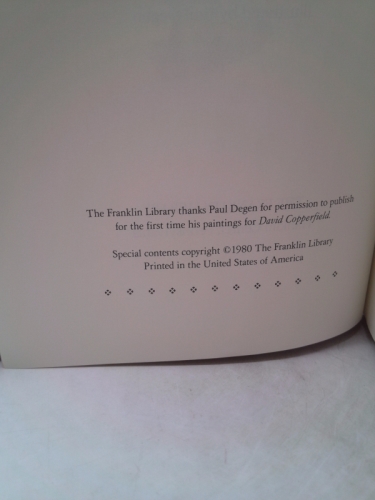 The Franklin Library thanks Paul Degen for permission to publish
for the first time his paintings for David Copperfield.
Special contents copyright ©1980 The Franklin Library
Printed in the United States of America